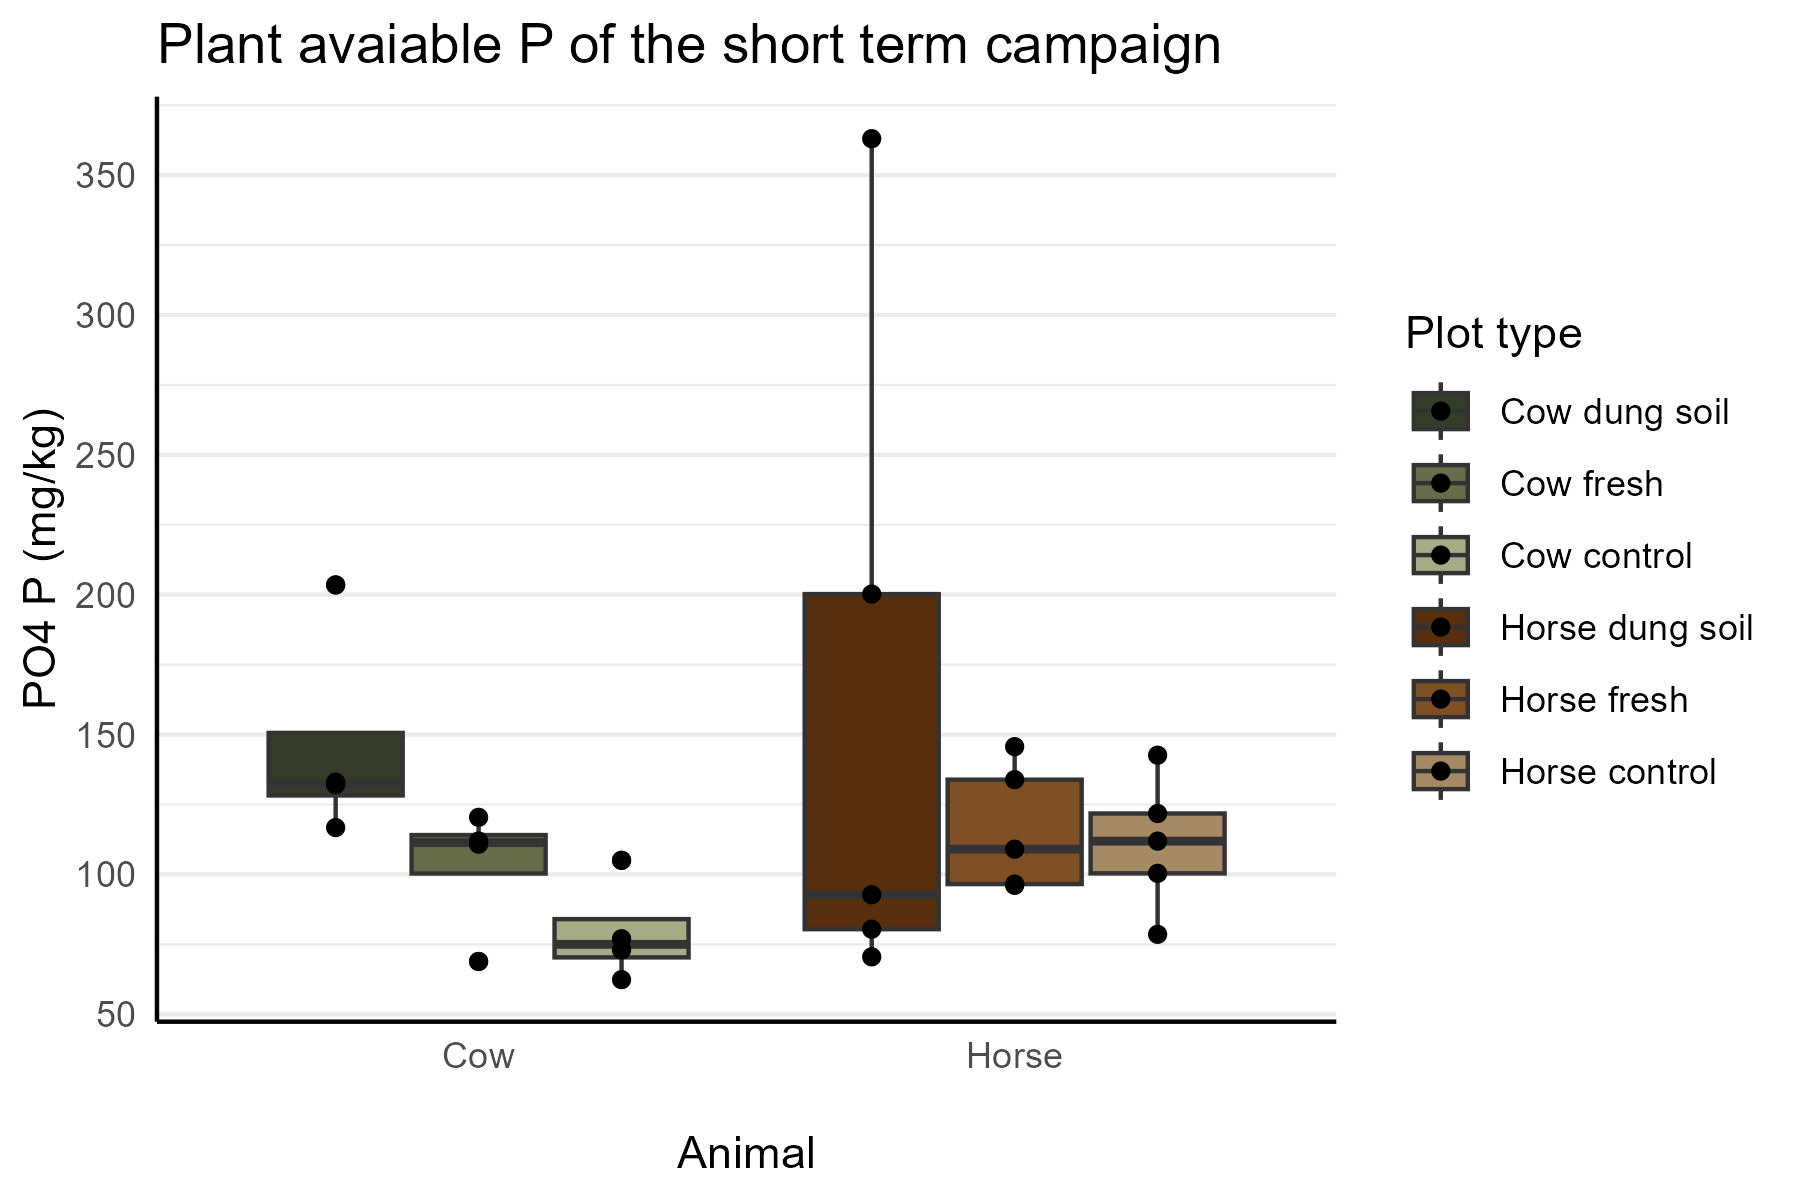 Plant avaiable P of the short term campaign
PO4 P (mg/kg)
350
300
250
200
150
100
50
Cow
Horse
Animal
Plot type
Cow dung soil
Cow fresh
Cow control
Horse dung soil
Horse fresh
Horse control